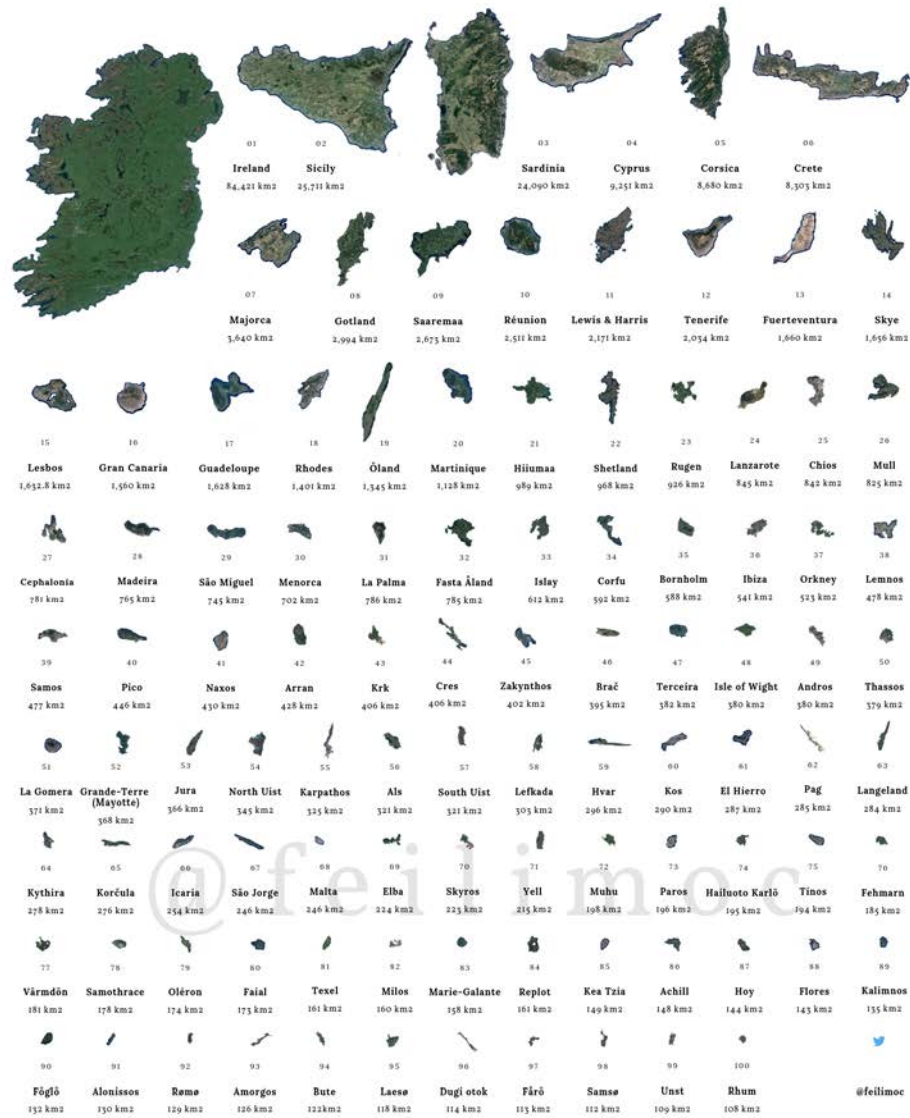 01 02 03 04 05 06
Ireland Sicily Sardinia Cyprus Corsica Crete
84,421 km2 25,711 km2 24,090 km2 9,251 km2 8,680 km2 8,303 km2
07 08 09 10 11 12 13 14
Majorca Gotland Saaremaa Réunion Lewis & Harris Tenerife Fuerteventura Skye
3,640 km2 2,994 km2 2,673 km2 2,511 km2 2,171 km2 2,034 km2 1,660 km2 1,656 km2
15 16 17 18 19 20 21 22 23 24 25 26
Lesbos Gran Canaria Guadeloupe Rhodes Öland Martinique Hiiumaa Shetland Rugen Lanzarote Chios Mull
1,632.8 km2 1,560 km2 1,628 km2 1,401 km2 1,345 km2 1,128 km2 989 km2 968 km2 926 km2 845 km2 842 km2 825 km2
27 28 29 30 31 32 33 34 35 36 37 38
Cephalonia Madeira São Miguel Menorca La Palma Fasta Åland Islay Corfu Bornholm Ibiza Orkney Lemnos
781 km2 765 km2 745 km2 702 km2 786 km2 785 km2 612 km2 592 km2 588 km2 541 km2 523 km2 478 km2
39 40 41 42 43 44 45 46 47 48 49 50
Samos Pico Naxos Arran Krk Cres Zakynthos Brač Terceira Isle of Wight Andros Thassos
477 km2 446 km2 430 km2 428 km2 406 km2 406 km2 402 km2 395 km2 382 km2 380 km2 380 km2 379 km2
51 52 53 54 55 56 57 58 59 60 61 62 63
La Gomera Grande-Terre Jura North Uist Karpathos Als South Uist Lefkada Hvar Kos El Hierro Pag Langeland
(Mayotte)
371 km2 368 km2 366 km2 345 km2 325 km2 321 km2 321 km2 303 km2 296 km2 290 km2 287 km2 285 km2 284 km2
64 65 66 67 68 69 70 71 72 73 74 75 76
Kythira Korčula Icaria São Jorge Malta Elba Skyros Yell Muhu Paros Hailuoto Karlö Tinos Fehmarn
278 km2 276 km2 254 km2 246 km2 246 km2 224 km2 223 km2 215 km2 198 km2 196 km2 195 km2 194 km2 185 km2
@feilimoc
77 78 79 80 81 82 83 84 85 86 87 88 89
Värmdön Samothrace Oléron Faial Texel Milos Marie-Galante Replot Kea Tzia Achill Hoy Flores Kalimnos
181 km2 178 km2 174 km2 173 km2 161 km2 160 km2 158 km2 161 km2 149 km2 148 km2 144 km2 143 km2 135 km2
90 91 92 93 94 95 96 97 98 99 100
Föglö Alonissos Rømø Amorgos Bute Laesø Dugi otok Fårö Samsø Unst Rhum @feilimoc
132 km2 130 km2 129 km2 126 km2 122km2 118 km2 114 km2 113 km2 112 km2 109 km2 108 km2